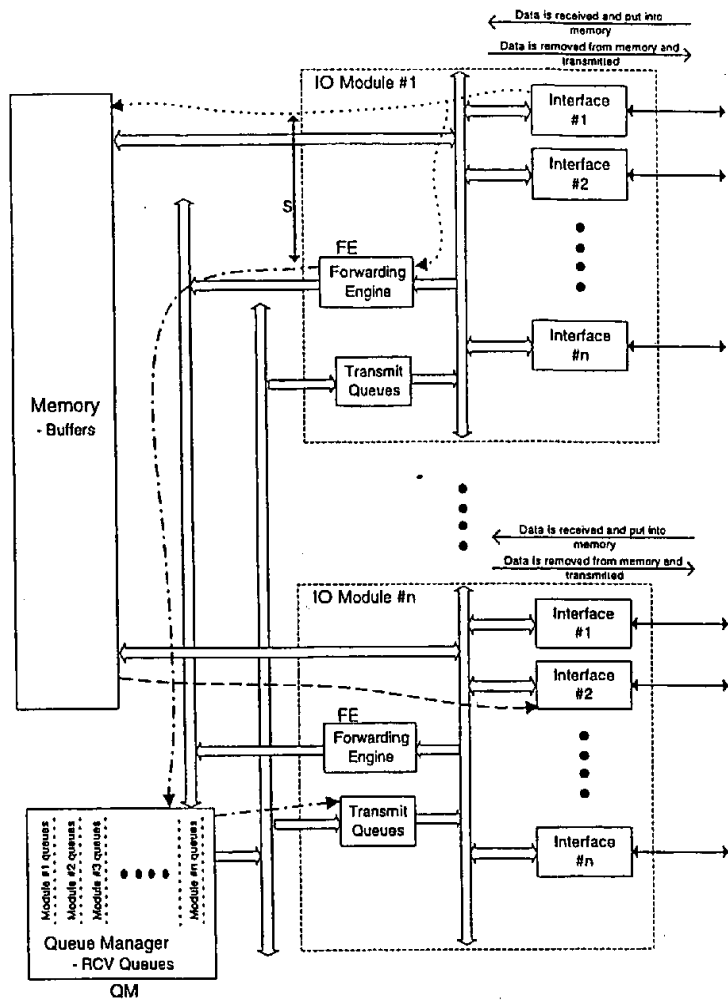 Data is received and put into
memory
Data is removed from memory and
transmitted
IO Module #1
Interface
#1
Interface
#2
S
FE
Forwarding
Engine
Interface
#n
Transmit
Queues
Memory
- Buffers
Data is received and put into
memory
Data is removed from memory and
transmitted
IO Module #n
Interface
#1
Interface
#2
FE
Forwarding
Engine
Transmit
Queues
Interface
#n
Module #1 queues
Module #2 queues
Module #3 queues
Module #n queues
Queue Manager
- RCV Queues
QM